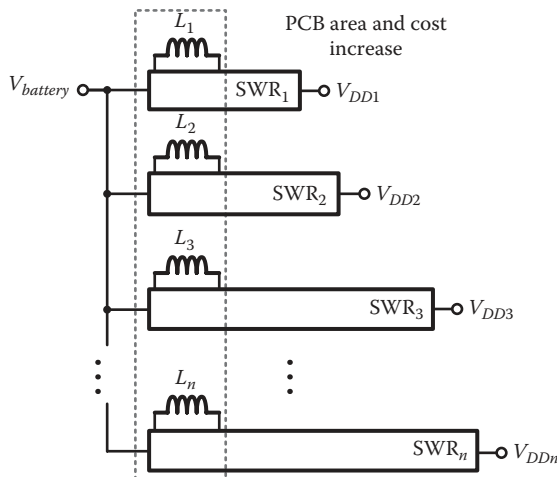 L1
PCB area and cost
increase
Vbattery
SWR1
VDD1
L2
SWR2
VDD2
L3
SWR3
VDD3
Ln
SWRn
VDDn